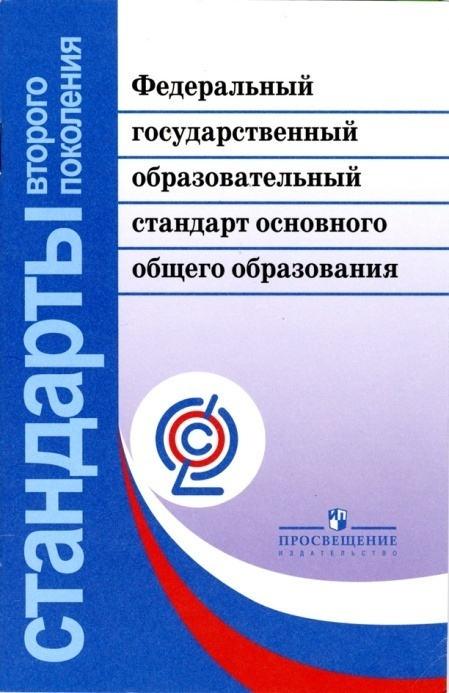 стандарты
второго
поколения
Федеральный
государственный
образовательный
стандарт основного
общего образования
С
ПРОСВЕЩЕНИЕ
ИЗДАТЕЛЬСТВО